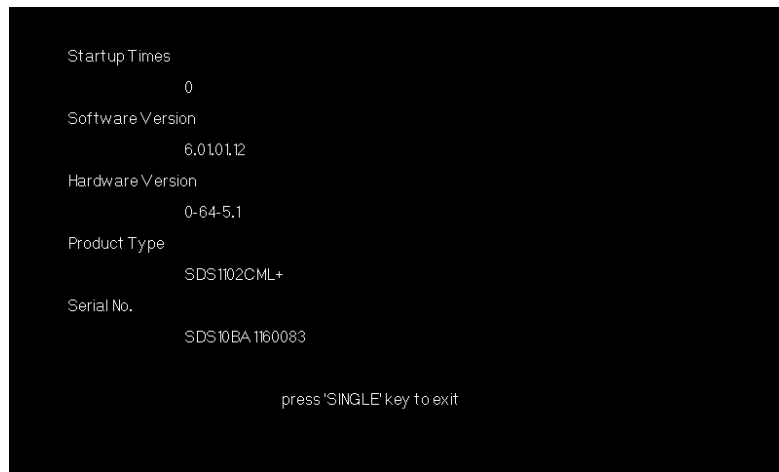 Startup Times
0
Software Version
6.01.01.12
Hardware Version
0-64-5.1
Product Type
SDS1102CML+
Serial No.
SDS10BA1160083
press 'SINGLE' key to exit